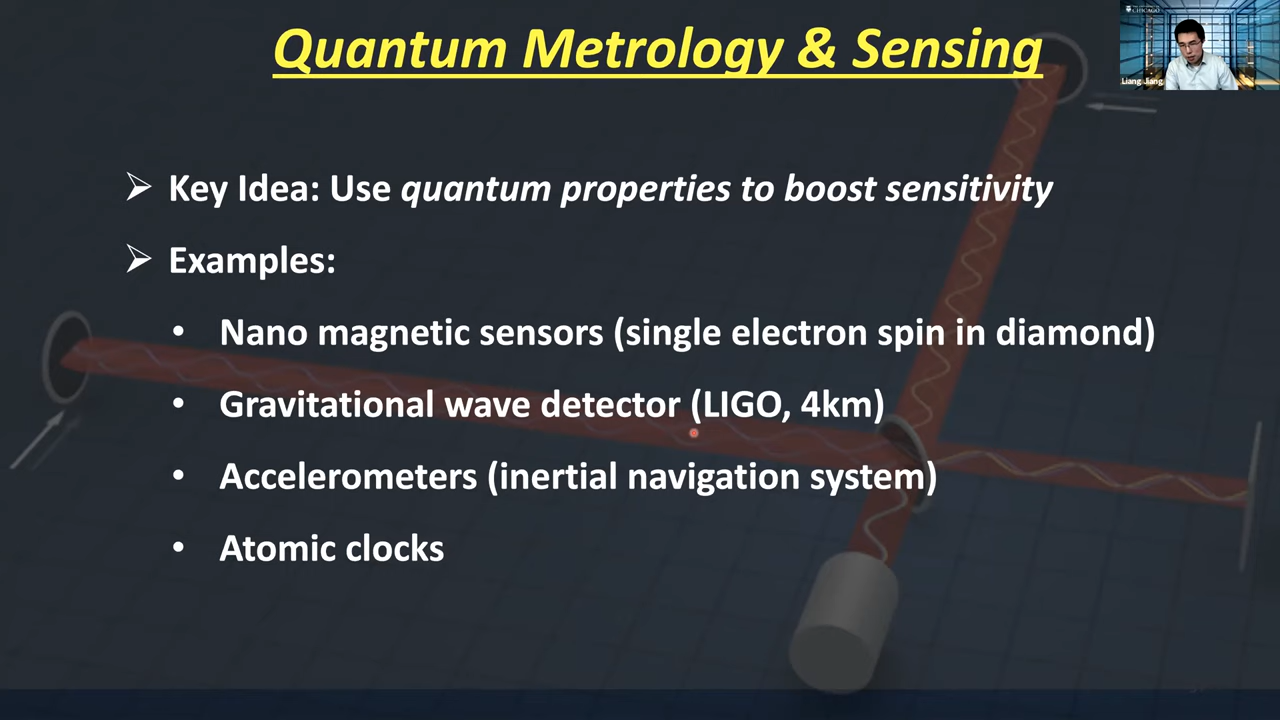 Quantum Metrology & Sensing
CHICAGO
Liang Jiang
➢ Key Idea: Use quantum properties to boost sensitivity
➢ Examples:
• Nano magnetic sensors (single electron spin in diamond)
• Gravitational wave detector (LIGO, 4km)
• Accelerometers (inertial navigation system)
• Atomic clocks